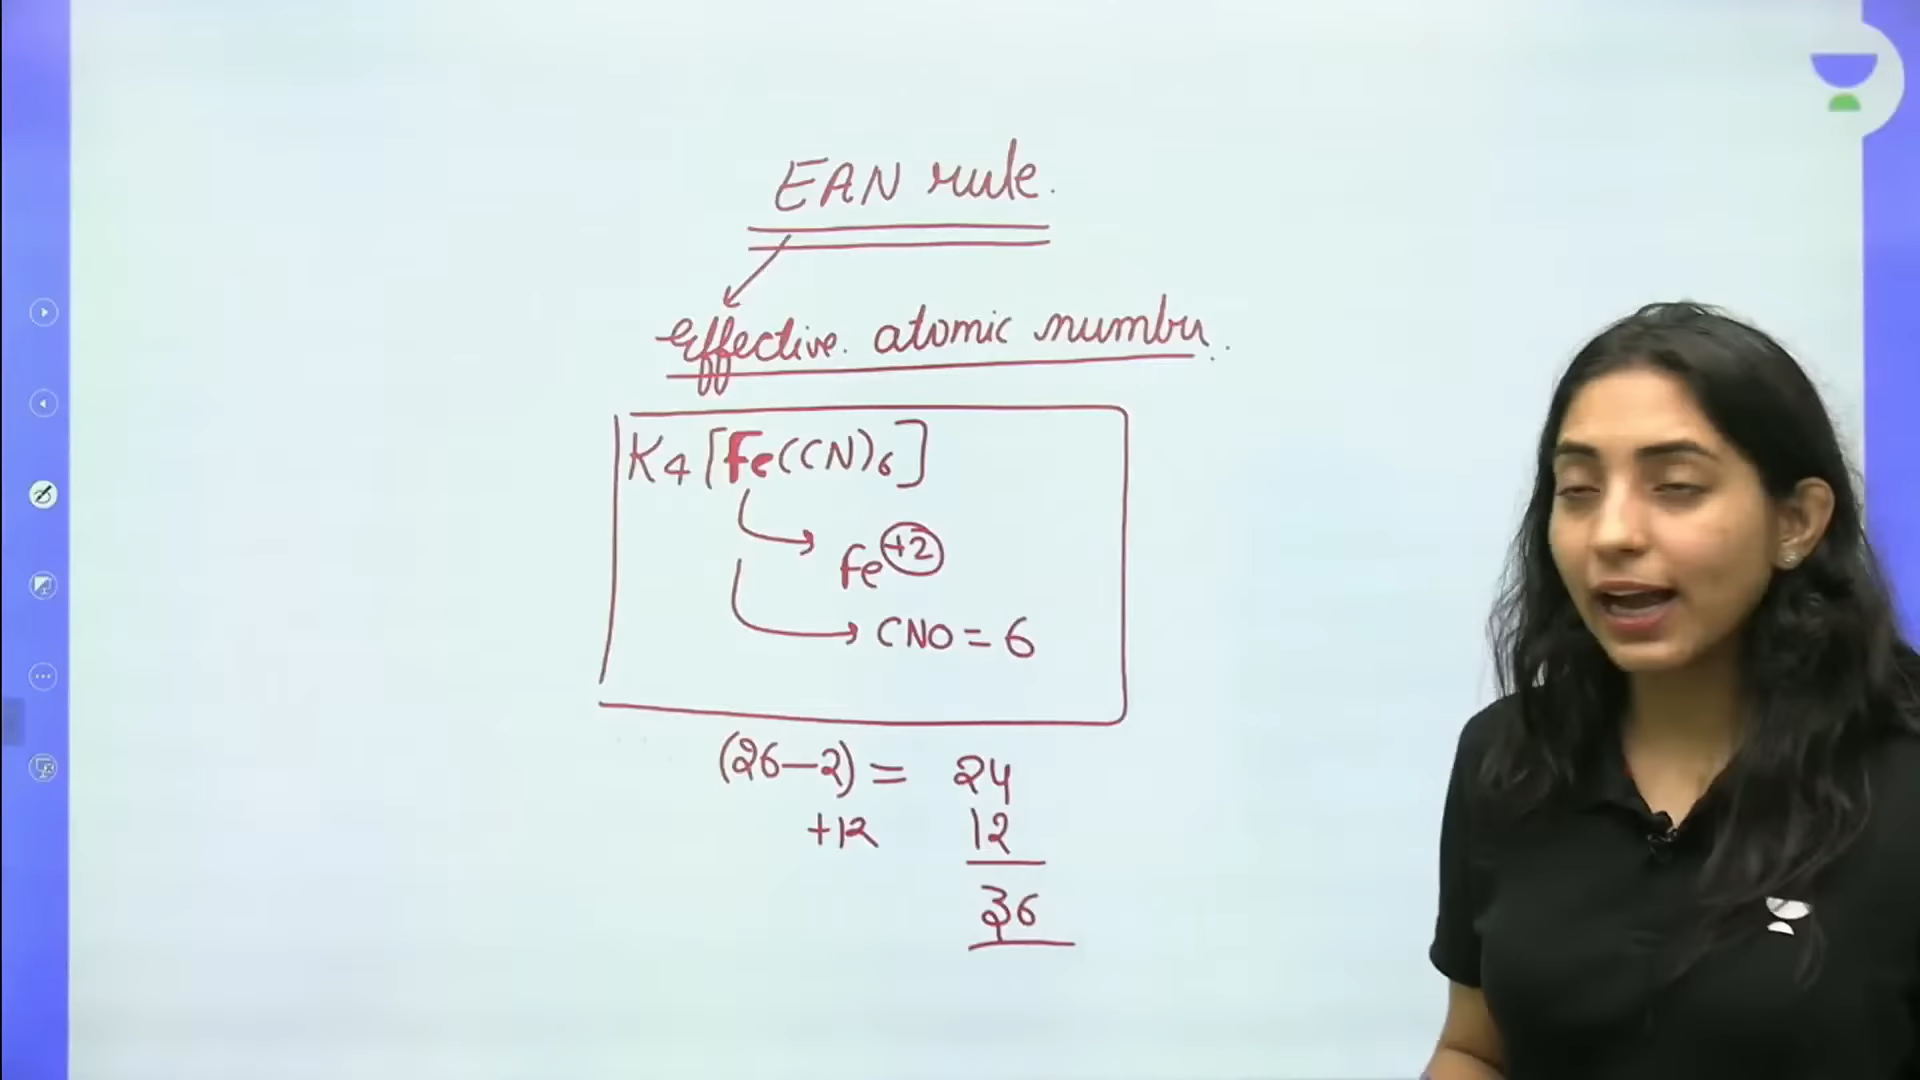 EAN rule.
effective. atomic number.
K4[Fe(CN)6]
Fe+2
CNO = 6
(26-2) = 24
+12 12
36